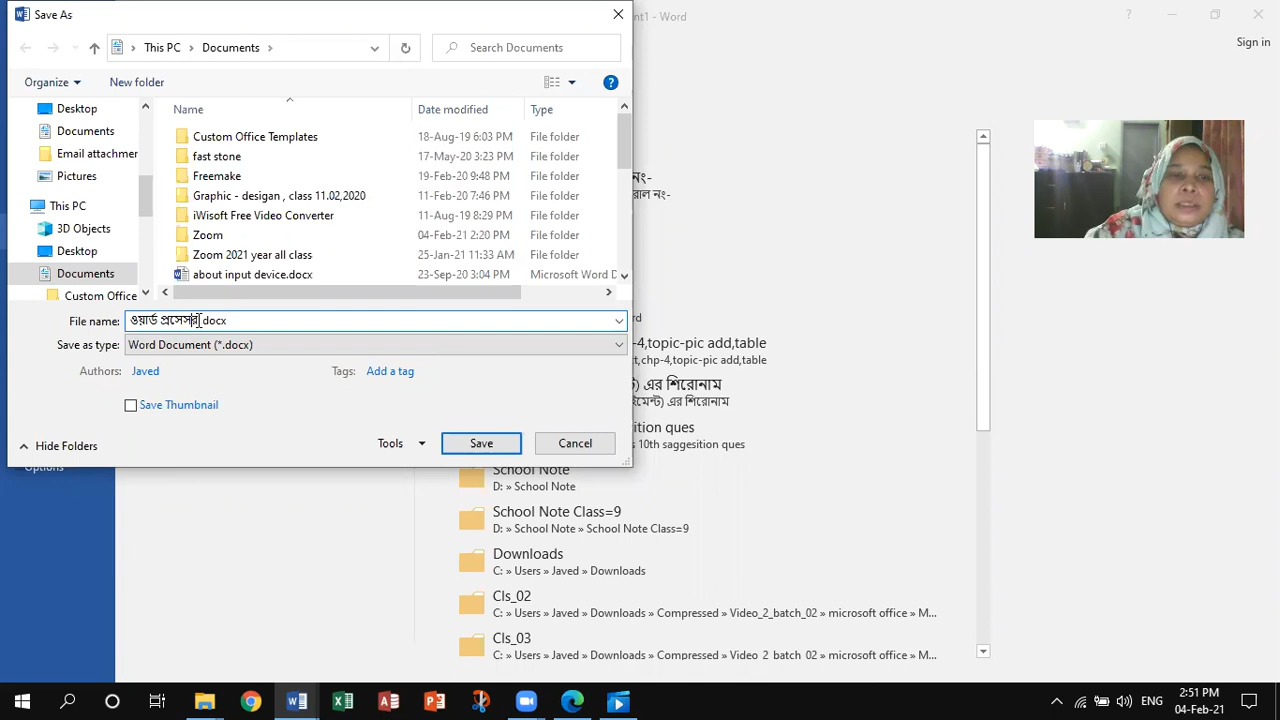 Save As
nt1 - Word
Sign in
This PC
Documents
Search Documents
Organize
New folder
Name
Date modified
Type
Desktop
Documents
Email attachmer
Pictures
This PC
3D Objects
Desktop
Documents
Custom Office
Custom Office Templates 18-Aug-19 6:03 PM File folder
fast stone 17-May-20 3:23 PM File folder
Freemake 19-Feb-20 9:48 PM File folder
Graphic - desigan , class 11.02,2020 11-Feb-20 7:46 PM File folder
iWisoft Free Video Converter 11-Aug-19 8:29 PM File folder
Zoom 04-Feb-21 2:20 PM File folder
Zoom 2021 year all class 25-Jan-21 11:33 AM File folder
about input device.docx 23-Sep-20 3:04 PM Microsoft Word D
File name: ওয়ার্ড প্রসেসর.docx
Save as type: Word Document (*.docx)
Authors: Javed
Tags: Add a tag
Save Thumbnail
Hide Folders
Tools
Save
Cancel
Options
নং-
রাল নং-
rd
-4,topic-pic add,table
,chp-4,topic-pic add,table
ন্ট) এর শিরোনাম
ইমেন্ট) এর শিরোনাম
ition ques
s 10th saggesition ques
School Note
D: » School Note
School Note Class=9
D: » School Note » School Note Class=9
Downloads
C: » Users » Javed » Downloads
Cls_02
C: » Users » Javed » Downloads » Compressed » Video_2_batch_02 » microsoft office » M...
Cls_03
C: » Users » Javed » Downloads » Compressed » Video 2 batch 02 » microsoft office » M...
ENG
2:51 PM
04-Feb-21